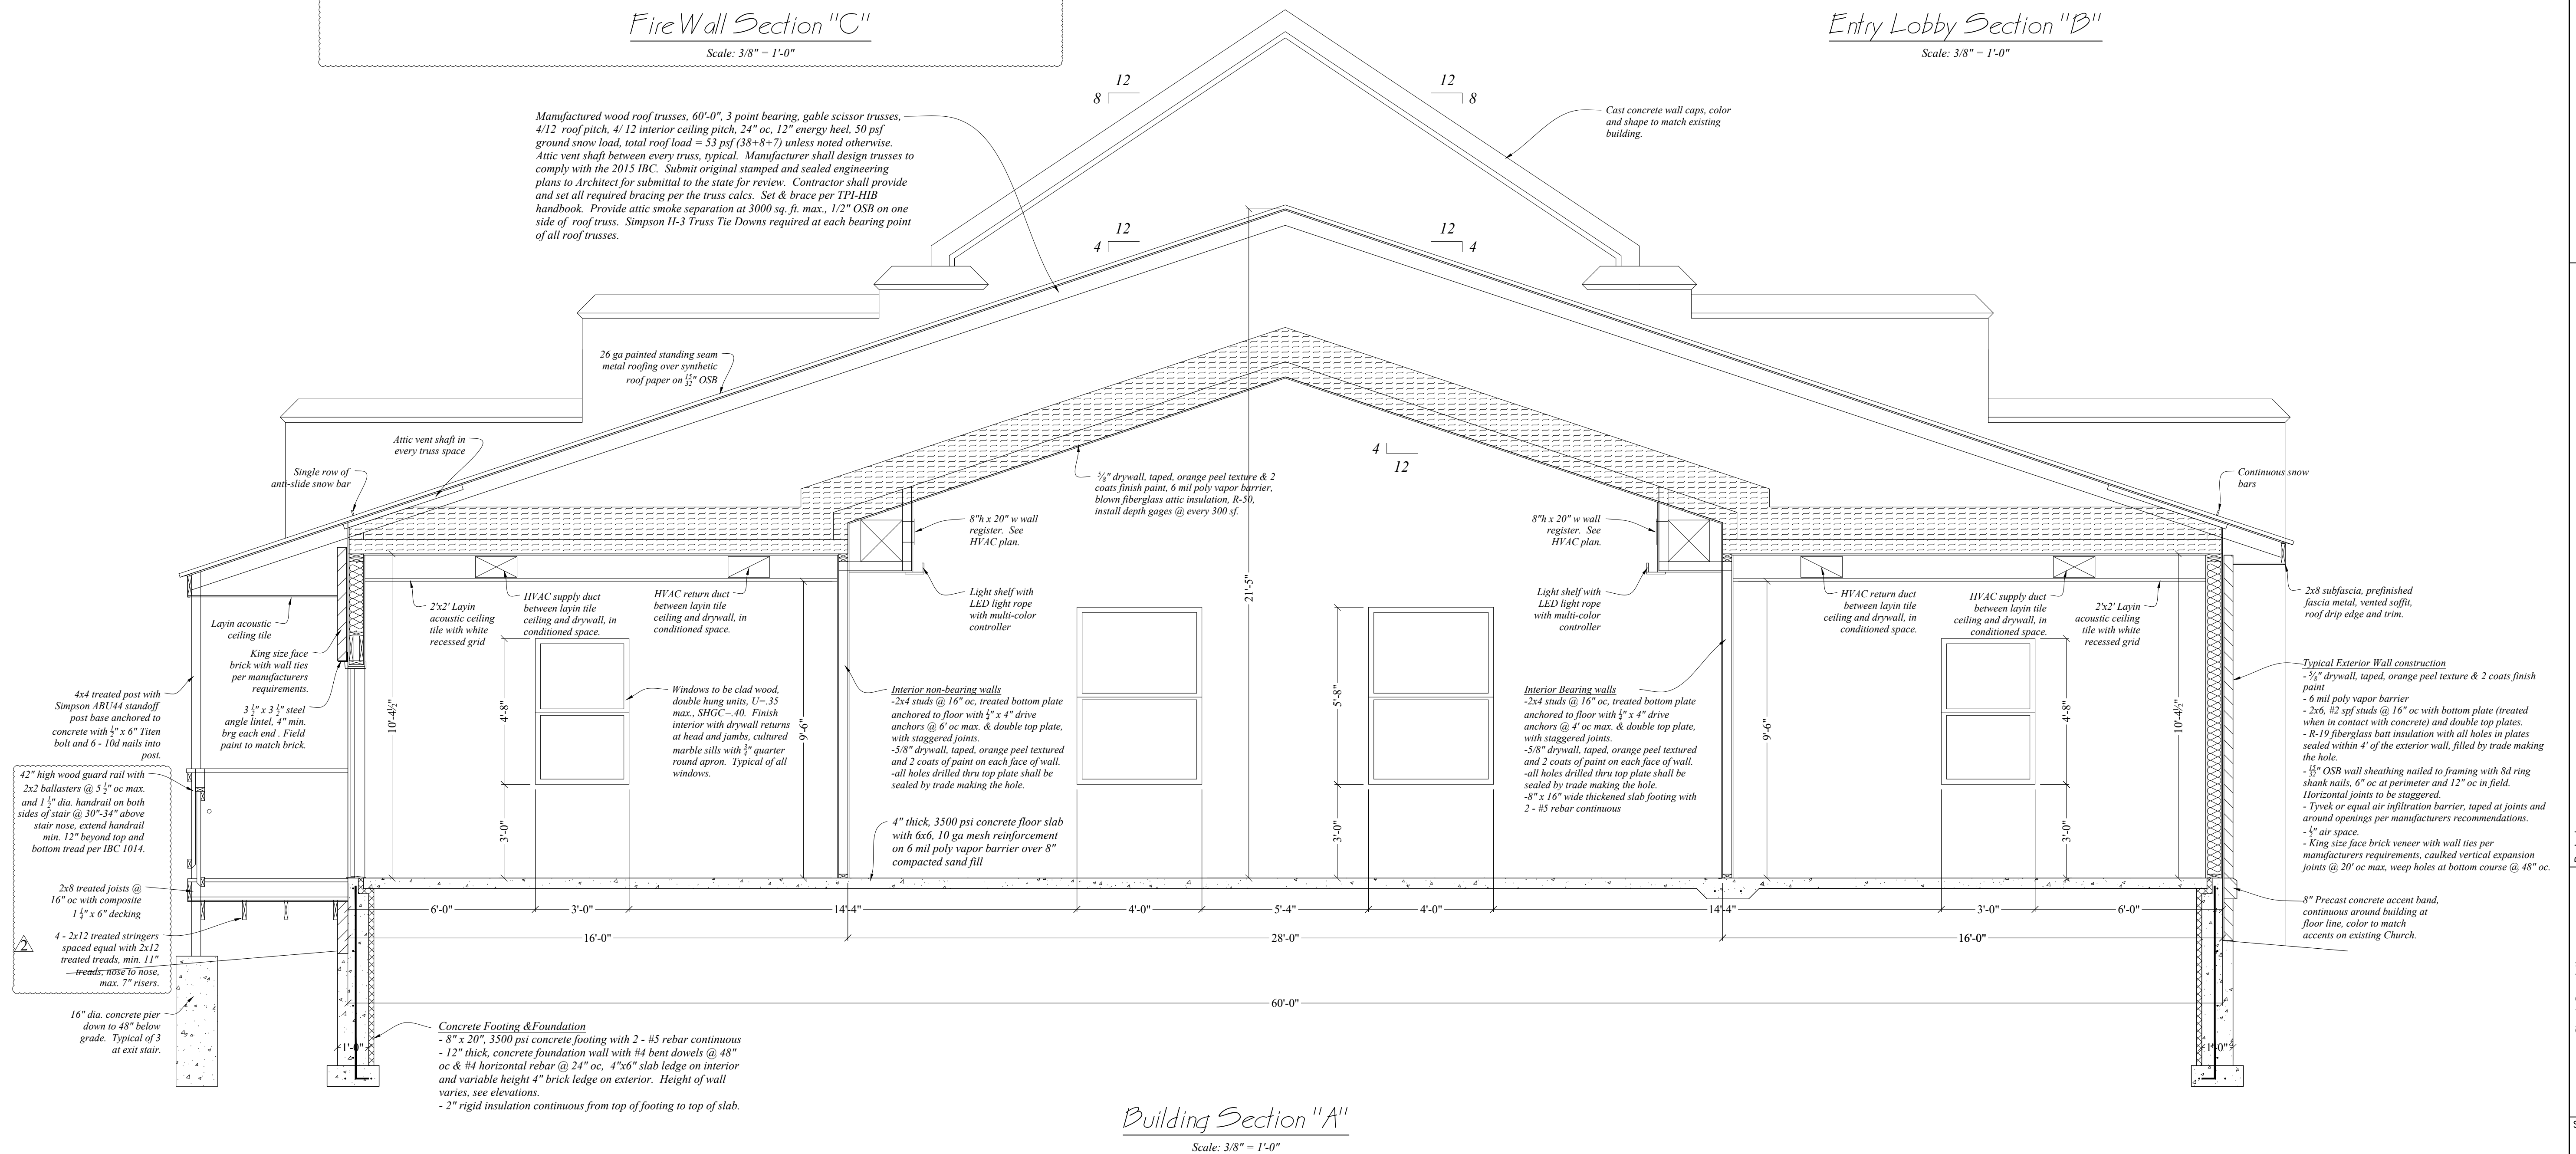 Fire Wall Section "C"
Scale: 3/8" = 1'-0"
Entry Lobby Section "B"
Scale: 3/8" = 1'-0"
12
8
12
8
Manufactured wood roof trusses, 60'-0", 3 point bearing, gable scissor trusses,
4/12 roof pitch, 4/ 12 interior ceiling pitch, 24" oc, 12" energy heel, 50 psf
ground snow load, total roof load = 53 psf (38+8+7) unless noted otherwise.
Attic vent shaft between every truss, typical. Manufacturer shall design trusses to
comply with the 2015 IBC. Submit original stamped and sealed engineering
plans to Architect for submittal to the state for review. Contractor shall provide
and set all required bracing per the truss calcs. Set & brace per TPI-HIB
handbook. Provide attic smoke separation at 3000 sq. ft. max., 1/2" OSB on one
side of roof truss. Simpson H-3 Truss Tie Downs required at each bearing point
of all roof trusses.
Cast concrete wall caps, color
and shape to match existing
building.
12
4
12
4
26 ga painted standing seam
metal roofing over synthetic
roof paper on 15/32" OSB
Attic vent shaft in
every truss space
Single row of
anti-slide snow bar
4
12
5/8" drywall, taped, orange peel texture & 2
coats finish paint, 6 mil poly vapor barrier,
blown fiberglass attic insulation, R-50,
install depth gages @ every 300 sf.
Continuous snow
bars
8"h x 20" w wall
register. See
HVAC plan.
8"h x 20" w wall
register. See
HVAC plan.
21'-5"
Layin acoustic
ceiling tile
2'x2' Layin
acoustic ceiling
tile with white
recessed grid
HVAC supply duct
between layin tile
ceiling and drywall, in
conditioned space.
HVAC return duct
between layin tile
ceiling and drywall, in
conditioned space.
Light shelf with
LED light rope
with multi-color
controller
Light shelf with
LED light rope
with multi-color
controller
HVAC return duct
between layin tile
ceiling and drywall, in
conditioned space.
HVAC supply duct
between layin tile
ceiling and drywall, in
conditioned space.
2'x2' Layin
acoustic ceiling
tile with white
recessed grid
2x8 subfascia, prefinished
fascia metal, vented soffit,
roof drip edge and trim.
King size face
brick with wall ties
per manufacturers
requirements.
3 1/2" x 3 1/2" steel
angle lintel, 4" min.
brg each end . Field
paint to match brick.
4x4 treated post with
Simpson ABU44 standoff
post base anchored to
concrete with 1/2" x 6" Titen
bolt and 6 - 10d nails into
post.
10'-4½"
4'-8"
3'-0"
9'-6"
Windows to be clad wood,
double hung units, U=.35
max., SHGC=.40. Finish
interior with drywall returns
at head and jambs, cultured
marble sills with 3/4" quarter
round apron. Typical of all
windows.
Interior non-bearing walls
-2x4 studs @ 16" oc, treated bottom plate
anchored to floor with 1/4" x 4" drive
anchors @ 6' oc max. & double top plate,
with staggered joints.
-5/8" drywall, taped, orange peel textured
and 2 coats of paint on each face of wall.
-all holes drilled thru top plate shall be
sealed by trade making the hole.
5'-8"
3'-0"
Interior Bearing walls
-2x4 studs @ 16" oc, treated bottom plate
anchored to floor with 1/4" x 4" drive
anchors @ 4' oc max. & double top plate,
with staggered joints.
-5/8" drywall, taped, orange peel textured
and 2 coats of paint on each face of wall.
-all holes drilled thru top plate shall be
sealed by trade making the hole.
-8" x 16" wide thickened slab footing with
2 - #5 rebar continuous
9'-6"
4'-8"
3'-0"
10'-4½"
Typical Exterior Wall construction
- 5/8" drywall, taped, orange peel texture & 2 coats finish
paint
- 6 mil poly vapor barrier
- 2x6, #2 spf studs @ 16" oc with bottom plate (treated
when in contact with concrete) and double top plates.
- R-19 fiberglass batt insulation with all holes in plates
sealed within 4' of the exterior wall, filled by trade making
the hole.
- 15/32" OSB wall sheathing nailed to framing with 8d ring
shank nails, 6" oc at perimeter and 12" oc in field.
Horizontal joints to be staggered.
- Tyvek or equal air infiltration barrier, taped at joints and
around openings per manufacturers recommendations.
- 1/2" air space.
- King size face brick veneer with wall ties per
manufacturers requirements, caulked vertical expansion
joints @ 20' oc max, weep holes at bottom course @ 48" oc.
42" high wood guard rail with
2x2 ballasters @ 5 1/2" oc max.
and 1 1/2" dia. handrail on both
sides of stair @ 30"-34" above
stair nose, extend handrail
min. 12" beyond top and
bottom tread per IBC 1014.
2x8 treated joists @
16" oc with composite
1 1/4" x 6" decking
2
4 - 2x12 treated stringers
spaced equal with 2x12
treated treads, min. 11"
treads, nose to nose,
max. 7" risers.
4" thick, 3500 psi concrete floor slab
with 6x6, 10 ga mesh reinforcement
on 6 mil poly vapor barrier over 8"
compacted sand fill
8" Precast concrete accent band,
continuous around building at
floor line, color to match
accents on existing Church.
6'-0"
3'-0"
14'-4"
4'-0"
5'-4"
4'-0"
14'-4"
3'-0"
6'-0"
16'-0"
28'-0"
16'-0"
60'-0"
16" dia. concrete pier
down to 48" below
grade. Typical of 3
at exit stair.
1'-0"
1'-0"
Concrete Footing &Foundation
- 8" x 20", 3500 psi concrete footing with 2 - #5 rebar continuous
- 12" thick, concrete foundation wall with #4 bent dowels @ 48"
oc & #4 horizontal rebar @ 24" oc, 4"x6" slab ledge on interior
and variable height 4" brick ledge on exterior. Height of wall
varies, see elevations.
- 2" rigid insulation continuous from top of footing to top of slab.
Building Section "A"
Scale: 3/8" = 1'-0"